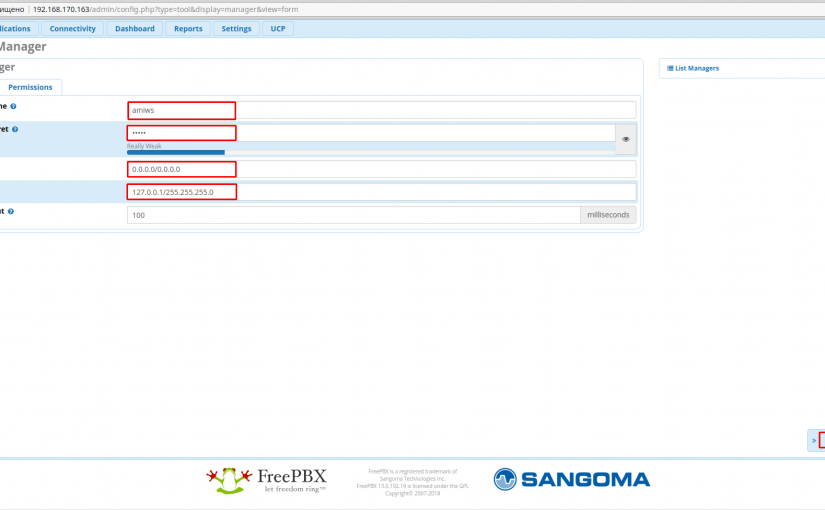 ищено 192.168.170.163/admin/config.php?type=tool&display=manager&view=form
lications Connectivity Dashboard Reports Settings UCP
Manager
ger
List Managers
Permissions
me
amiws
ret
•••••
Really Weak
0.0.0.0/0.0.0.0
127.0.0.1/255.255.255.0
ut
100 milliseconds
»
FreePBX
let freedom ring™
FreePBX is a registered trademark of
Sangoma Technologies Inc.
FreePBX 13.0.192.19 is licensed under the GPL
Copyright© 2007-2018
SANGOMA